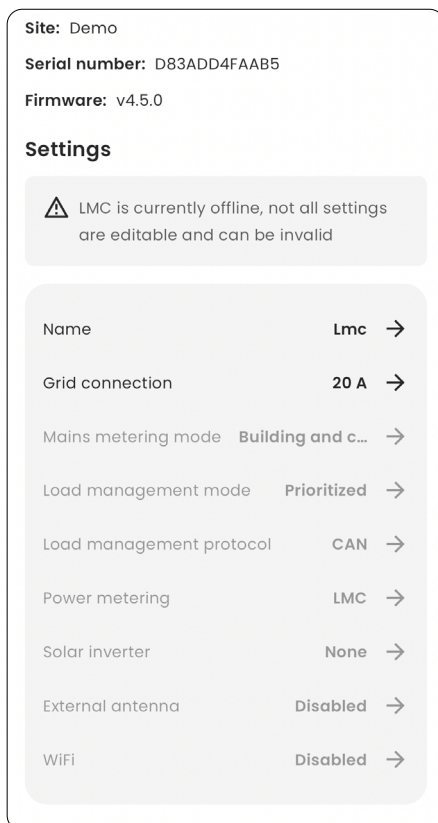 Site: Demo
Serial number: D83ADD4FAAB5
Firmware: v4.5.0
Settings
LMC is currently offline, not all settings
are editable and can be invalid
Name Lmc
Grid connection 20 A
Mains metering mode Building and c...
Load management mode Prioritized
Load management protocol CAN
Power metering LMC
Solar inverter None
External antenna Disabled
WiFi Disabled